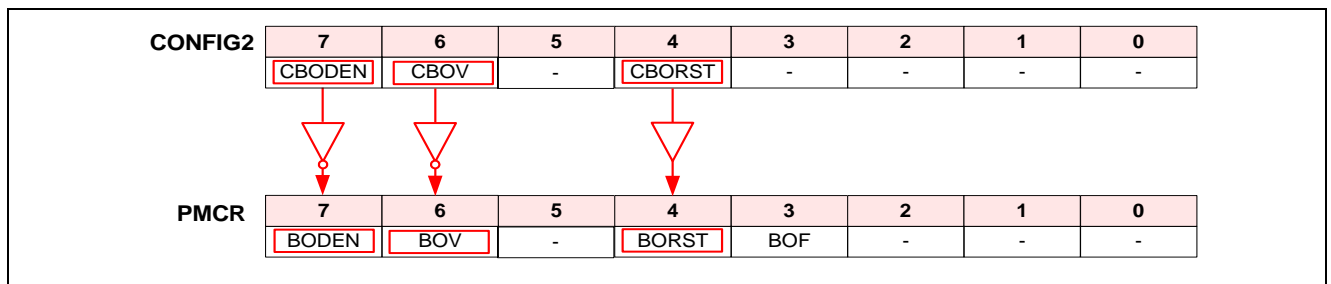 CONFIG2 7 6 5 4 3 2 1 0
CBODEN CBOV - CBORST - - - -
PMCR 7 6 5 4 3 2 1 0
BODEN BOV - BORST BOF - - -